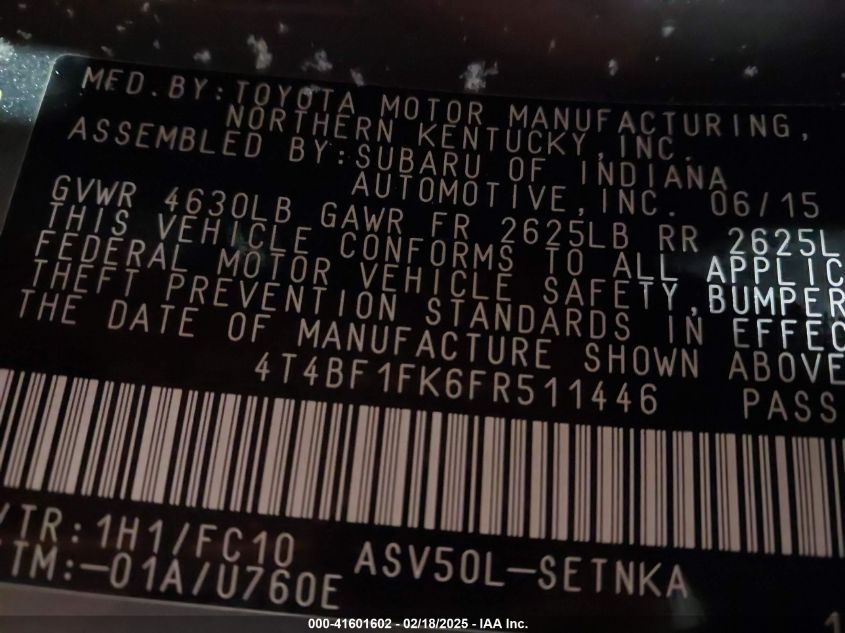 MFD.BY:TOYOTA MOTOR MANUFACTURING,
NORTHERN KENTUCKY,INC.
ASSEMBLED BY:SUBARU OF INDIANA
AUTOMOTIVE,INC. 06/15
GVWR 4630LB GAWR FR 2625LB RR 2625L
THIS VEHICLE CONFORMS TO ALL APPLIC
FEDERAL MOTOR VEHICLE SAFETY,BUMPER
THEFT PREVENTION STANDARDS IN EFFEC
THE DATE OF MANUFACTURE SHOWN ABOVE
4T4BF1FK6FR511446 PASS
/TR:1H1/FC10 ASV50L-SETNKA
TM:-01A/U760E
000-41601602 - 02/18/2025 - IAA Inc.